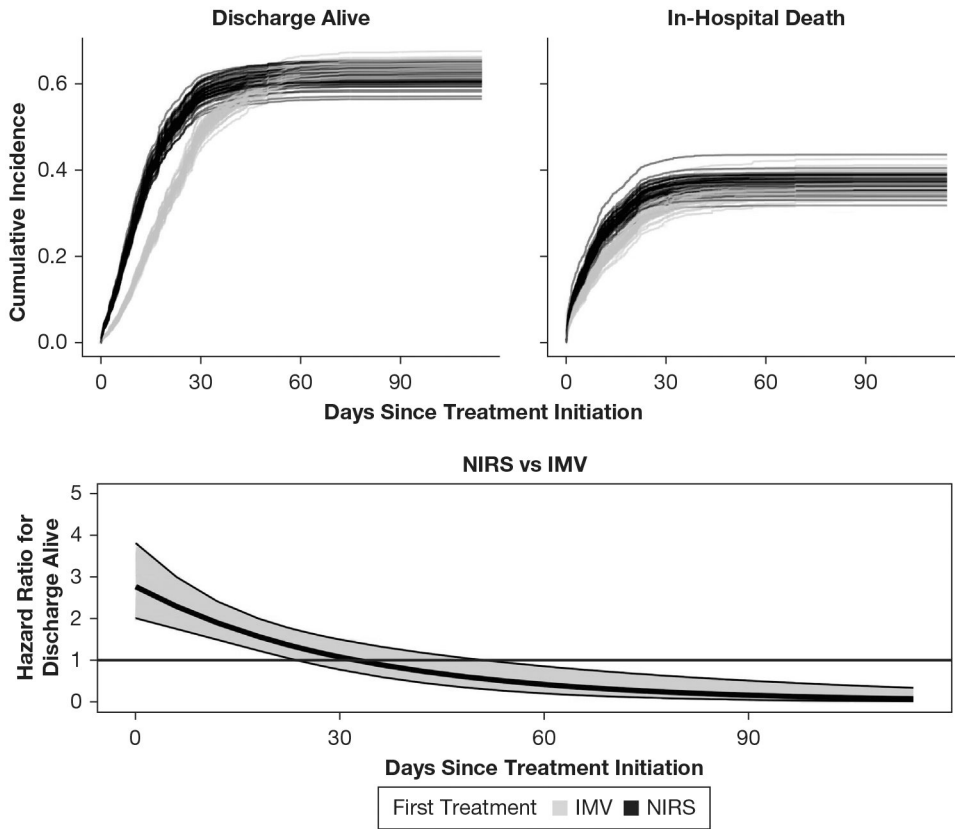 Discharge Alive
In-Hospital Death
Cumulative Incidence
0.6
0.4
0.2
0.0
0 30 60 90
0 30 60 90
Days Since Treatment Initiation
NIRS vs IMV
Hazard Ratio for
Discharge Alive
5
4
3
2
1
0
0 30 60 90
Days Since Treatment Initiation
First Treatment IMV NIRS